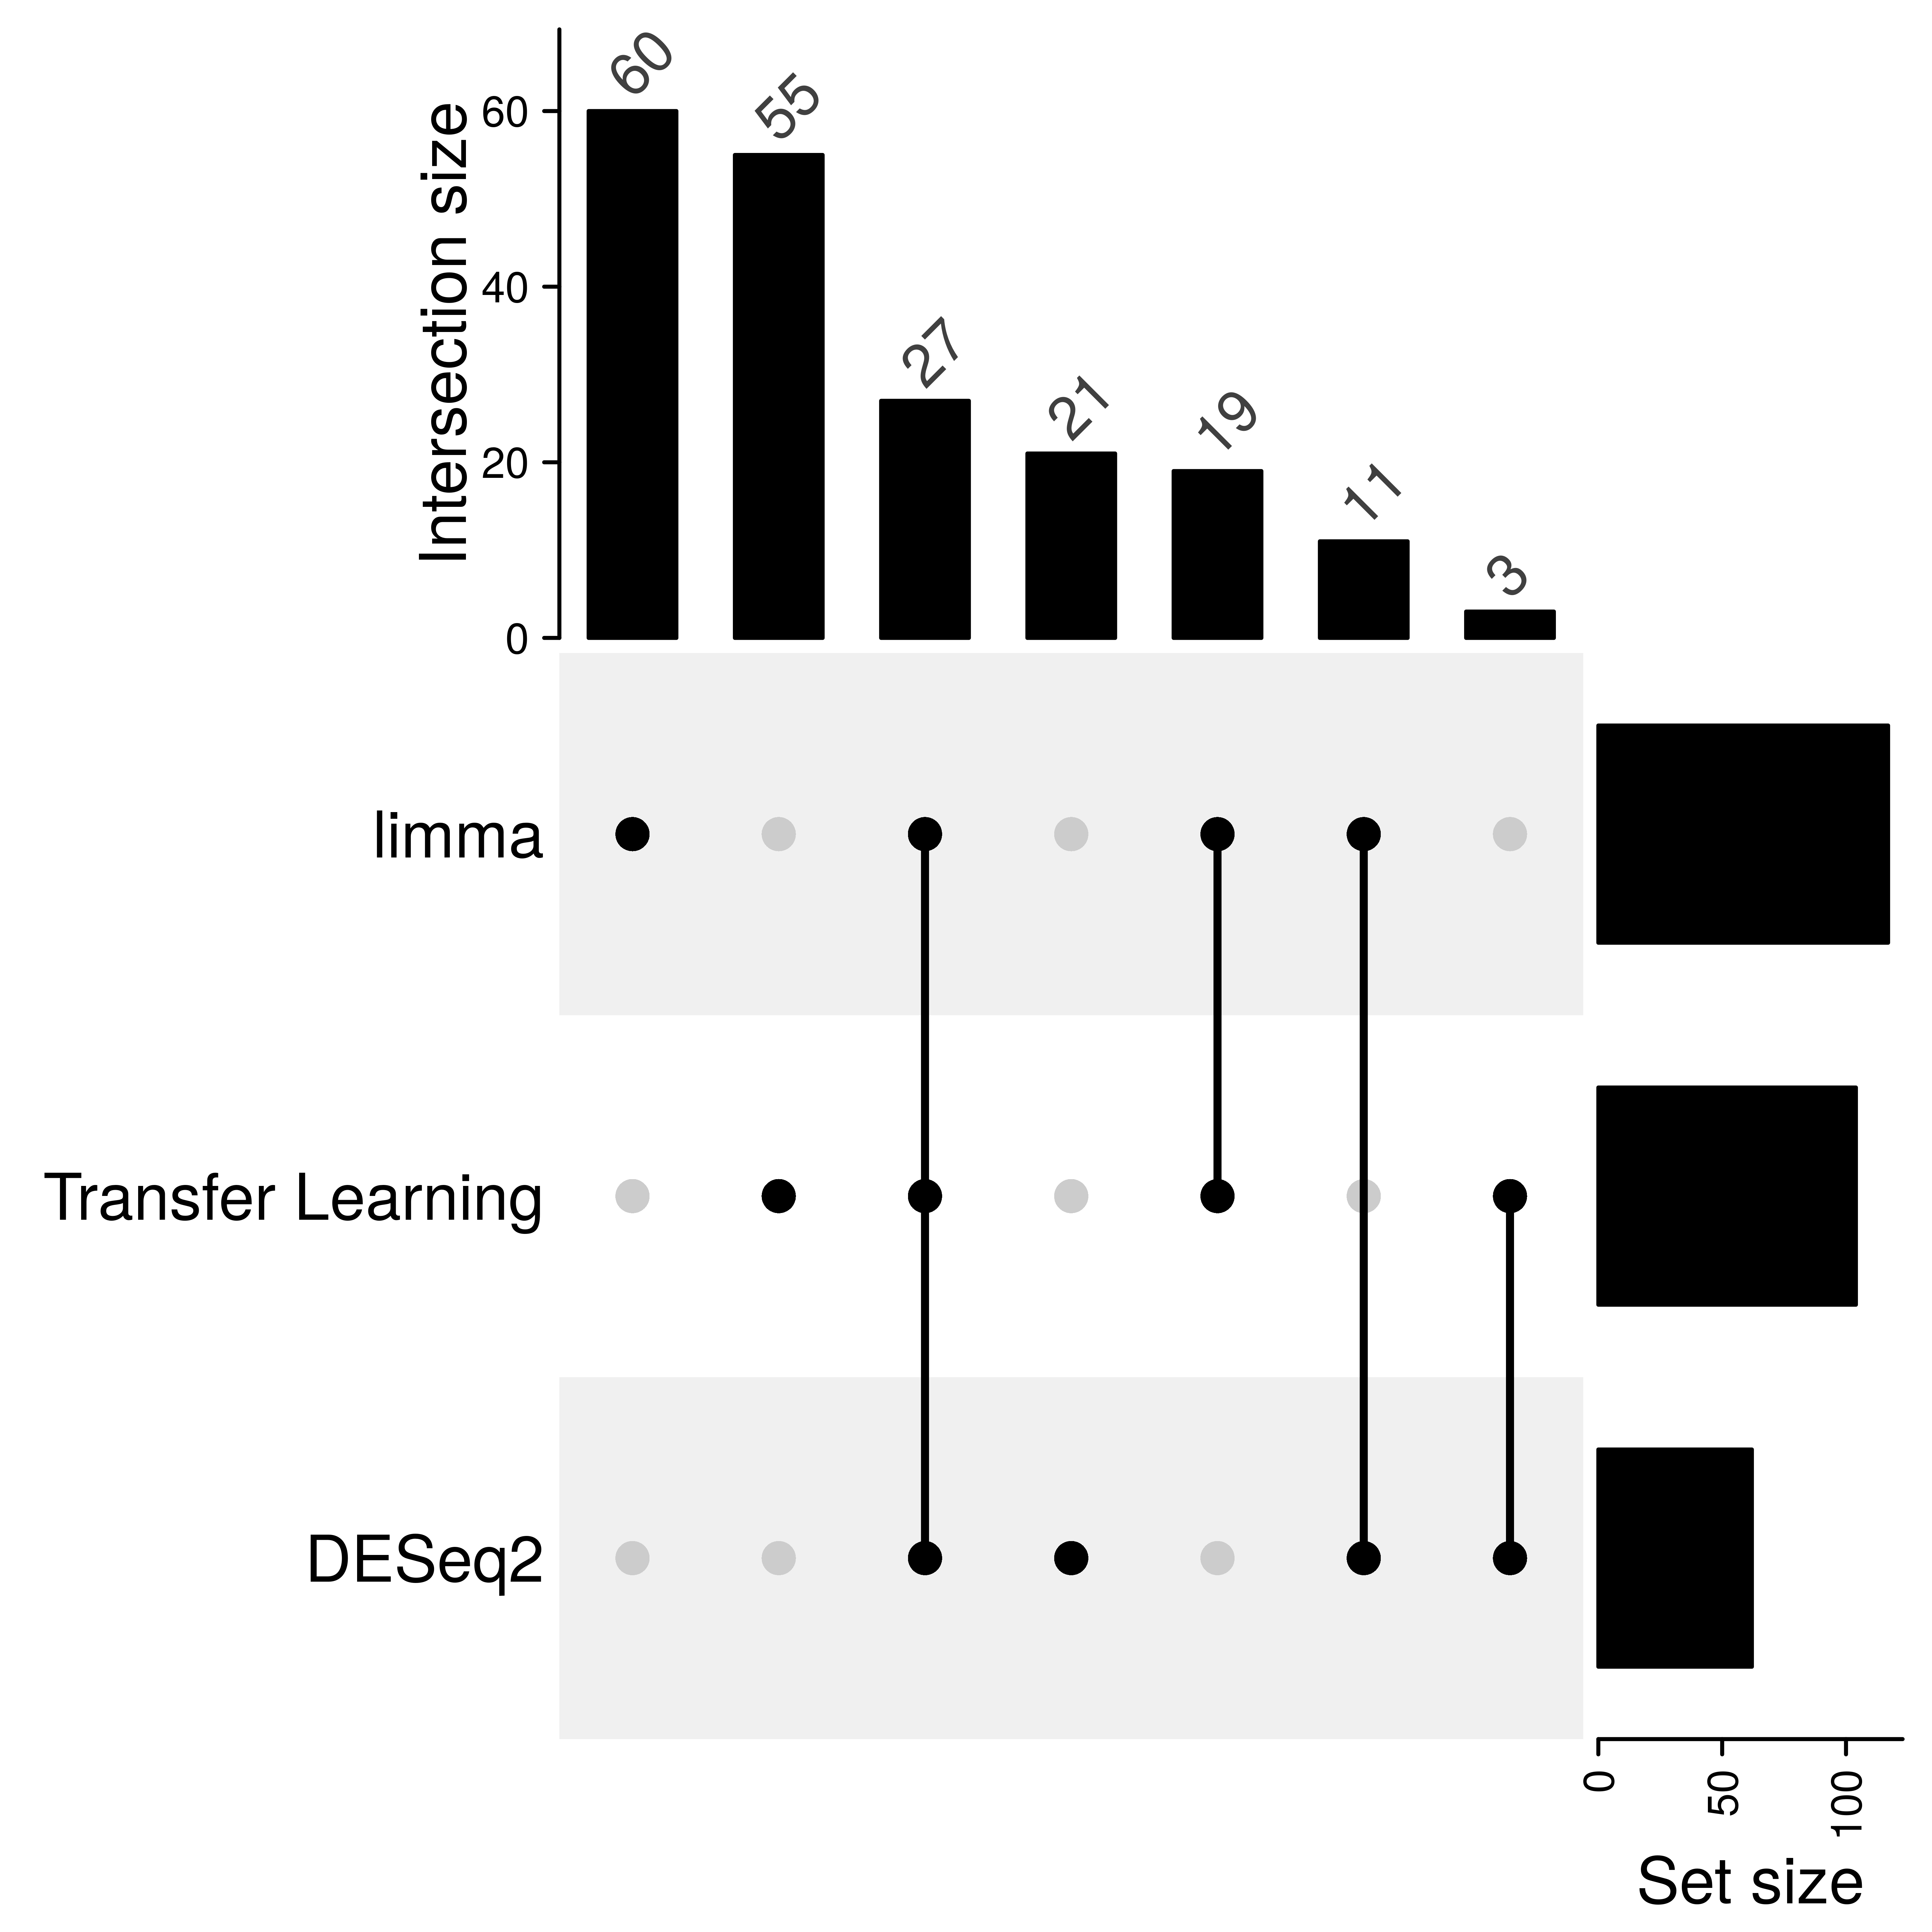 Intersection size
60
40
20
0
60
55
27
21
19
11
3
limma
Transfer Learning
DESeq2
0
50
100
Set size